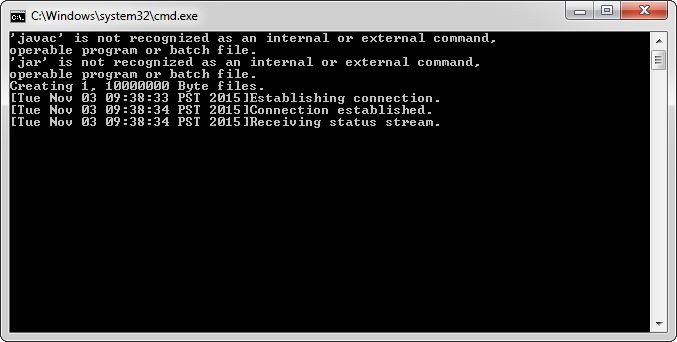 C:\Windows\system32\cmd.exe
'javac' is not recognized as an internal or external command,
operable program or batch file.
'jar' is not recognized as an internal or external command,
operable program or batch file.
Creating 1, 10000000 Byte files.
[Tue Nov 03 09:38:33 PST 2015]Establishing connection.
[Tue Nov 03 09:38:34 PST 2015]Connection established.
[Tue Nov 03 09:38:34 PST 2015]Receiving status stream.